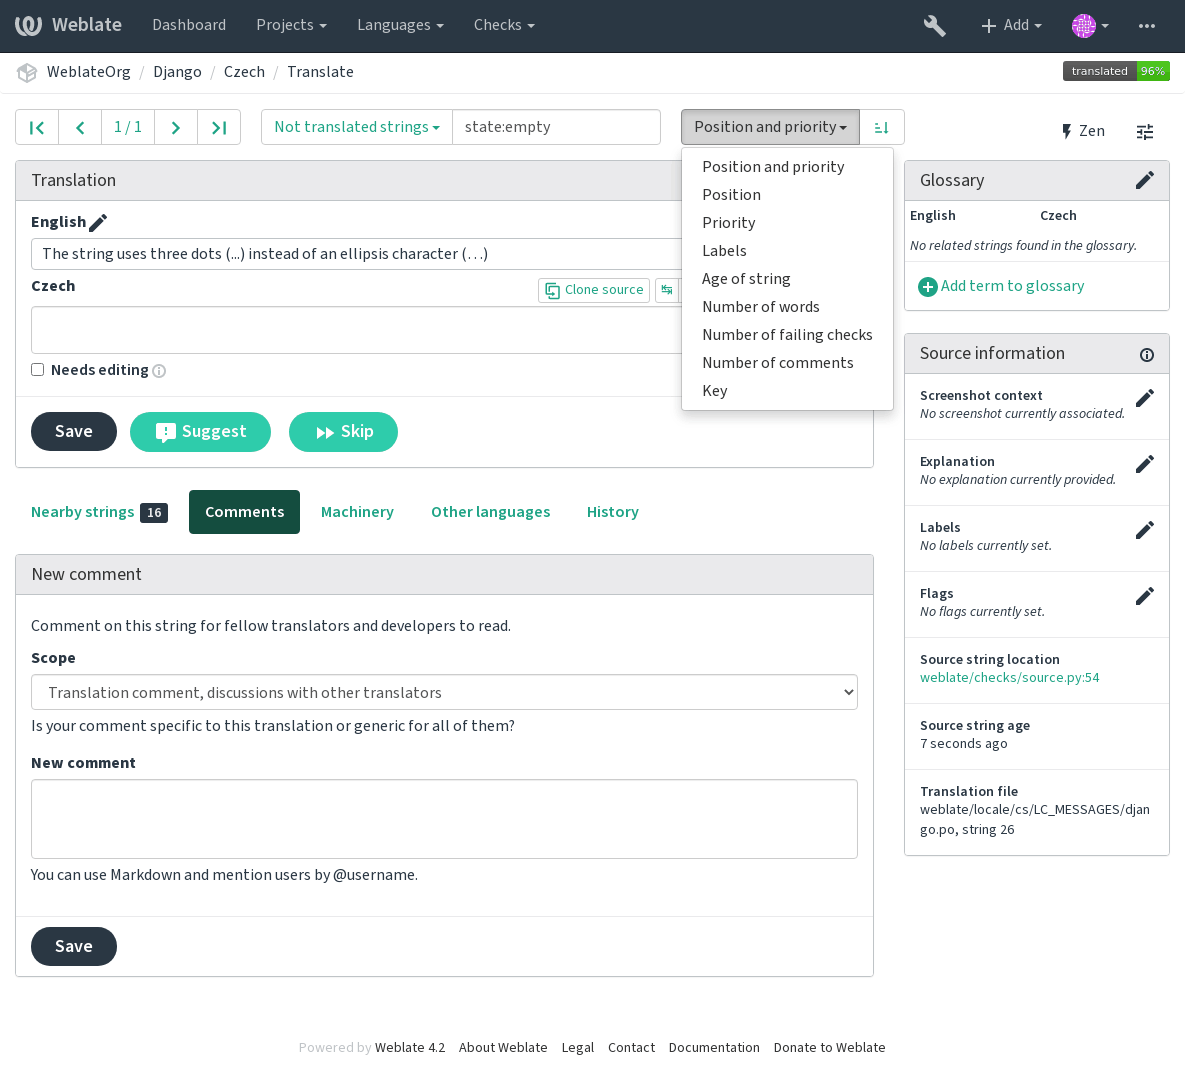 Weblate Dashboard Projects Languages Checks Add
WeblateOrg / Django / Czech / Translate translated 96%
1 / 1 Not translated strings state:empty Position and priority Zen
Position and priority
Position
Priority
Labels
Age of string
Number of words
Number of failing checks
Number of comments
Key
Translation
English
The string uses three dots (...) instead of an ellipsis character (…)
Czech Clone source
Needs editing
Save Suggest Skip
Nearby strings 16 Comments Machinery Other languages History
New comment
Comment on this string for fellow translators and developers to read.
Scope
Translation comment, discussions with other translators
Is your comment specific to this translation or generic for all of them?
New comment
You can use Markdown and mention users by @username.
Save
Glossary
English Czech
No related strings found in the glossary.
Add term to glossary
Source information
Screenshot context
No screenshot currently associated.
Explanation
No explanation currently provided.
Labels
No labels currently set.
Flags
No flags currently set.
Source string location
weblate/checks/source.py:54
Source string age
7 seconds ago
Translation file
weblate/locale/cs/LC_MESSAGES/djan
go.po, string 26
Powered by Weblate 4.2 About Weblate Legal Contact Documentation Donate to Weblate